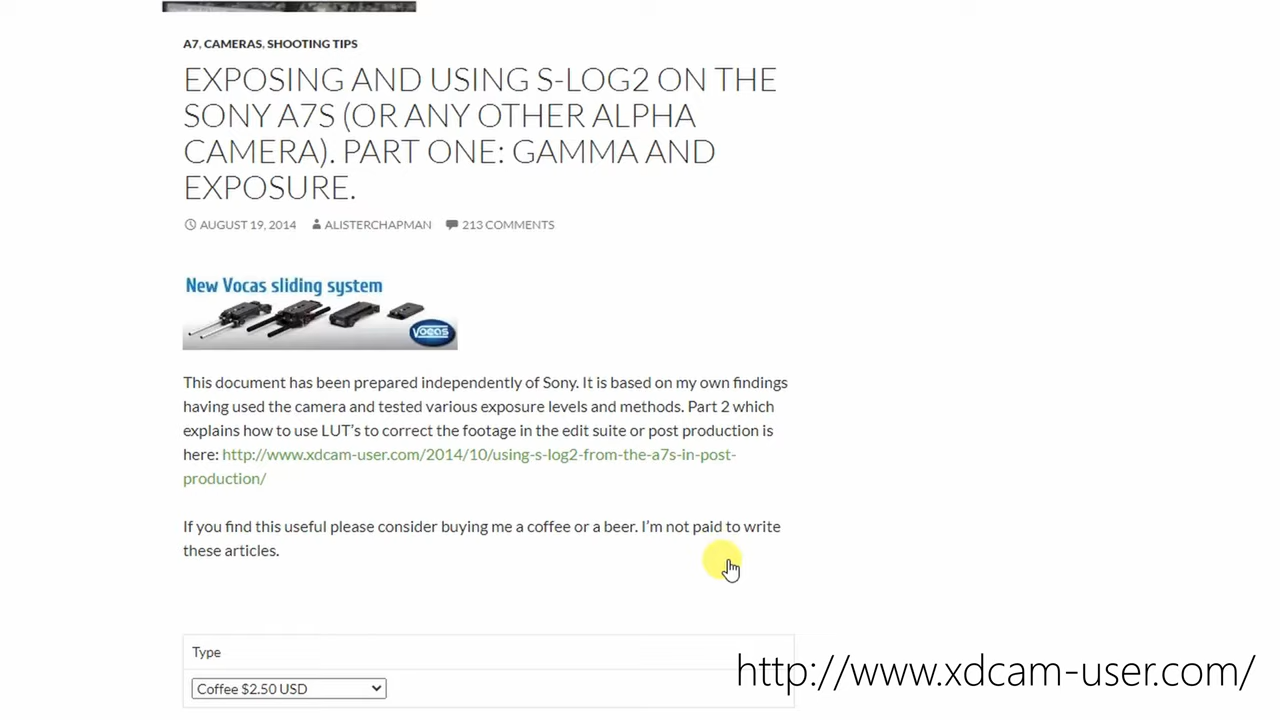 A7, CAMERAS, SHOOTING TIPS
EXPOSING AND USING S-LOG2 ON THE
SONY A7S (OR ANY OTHER ALPHA
CAMERA). PART ONE: GAMMA AND
EXPOSURE.
AUGUST 19, 2014 ALISTERCHAPMAN 213 COMMENTS
New Vocas sliding system
Vocas
This document has been prepared independently of Sony. It is based on my own findings
having used the camera and tested various exposure levels and methods. Part 2 which
explains how to use LUT's to correct the footage in the edit suite or post production is
here: http://www.xdcam-user.com/2014/10/using-s-log2-from-the-a7s-in-post-
production/
If you find this useful please consider buying me a coffee or a beer. I'm not paid to write
these articles.
Type
Coffee $2.50 USD
http://www.xdcam-user.com/